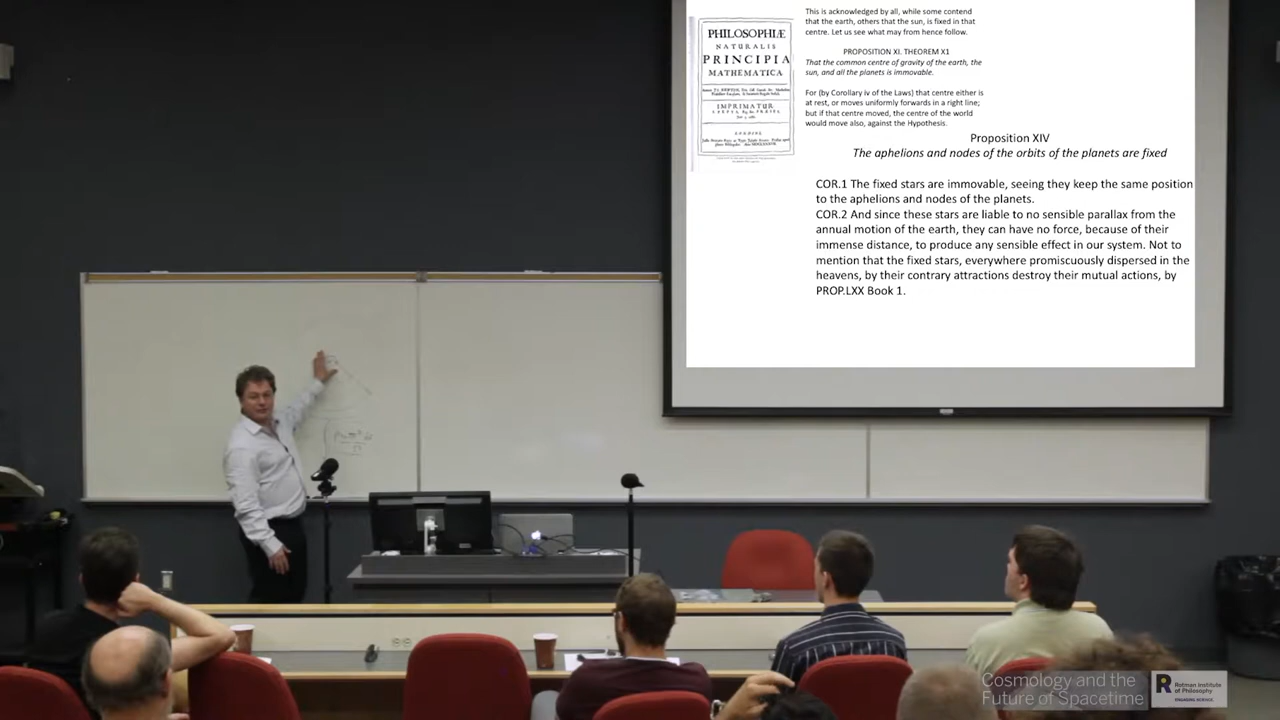 This is acknowledged by all, while some contend
that the earth, others that the sun, is fixed in that
centre. Let us see what may from hence follow.
PROPOSITION XI. THEOREM X1
That the common centre of gravity of the earth, the
sun, and all the planets is immovable.
For (by Corollary iv of the Laws) that centre either is
at rest, or moves uniformly forwards in a right line;
but if that centre moved, the centre of the world
would move also, against the Hypothesis.
PHILOSOPHIÆ
NATURALIS
PRINCIPIA
MATHEMATICA
IMPRIMATUR
Proposition XIV
The aphelions and nodes of the orbits of the planets are fixed
COR.1 The fixed stars are immovable, seeing they keep the same position
to the aphelions and nodes of the planets.
COR.2 And since these stars are liable to no sensible parallax from the
annual motion of the earth, they can have no force, because of their
immense distance, to produce any sensible effect in our system. Not to
mention that the fixed stars, everywhere promiscuously dispersed in the
heavens, by their contrary attractions destroy their mutual actions, by
PROP.LXX Book 1.
Cosmology and the
Future of Spacetime
R
Rotman Institute
of Philosophy